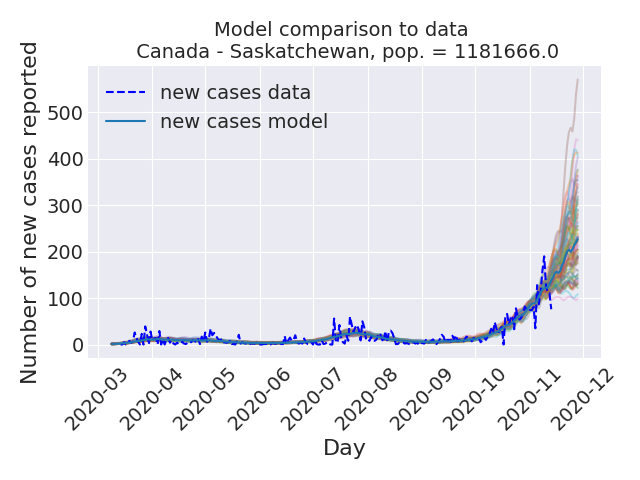 Model comparison to data
Canada - Saskatchewan, pop. = 1181666.0
Number of new cases reported
new cases data
new cases model
500
400
300
200
100
0
2020-03
2020-04
2020-05
2020-06
2020-07
2020-08
2020-09
2020-10
2020-11
2020-12
Day